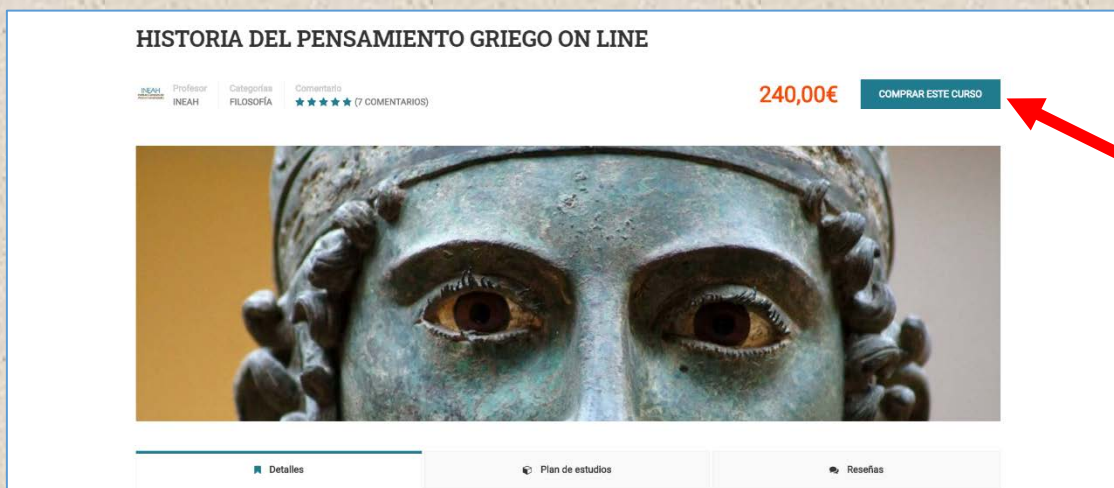 HISTORIA DEL PENSAMIENTO GRIEGO ON LINE
INEAH
Profesor
INEAH
Categorías
FILOSOFÍA
Comentario
(7 COMENTARIOS)
240,00€
COMPRAR ESTE CURSO
Detalles
Plan de estudios
Reseñas